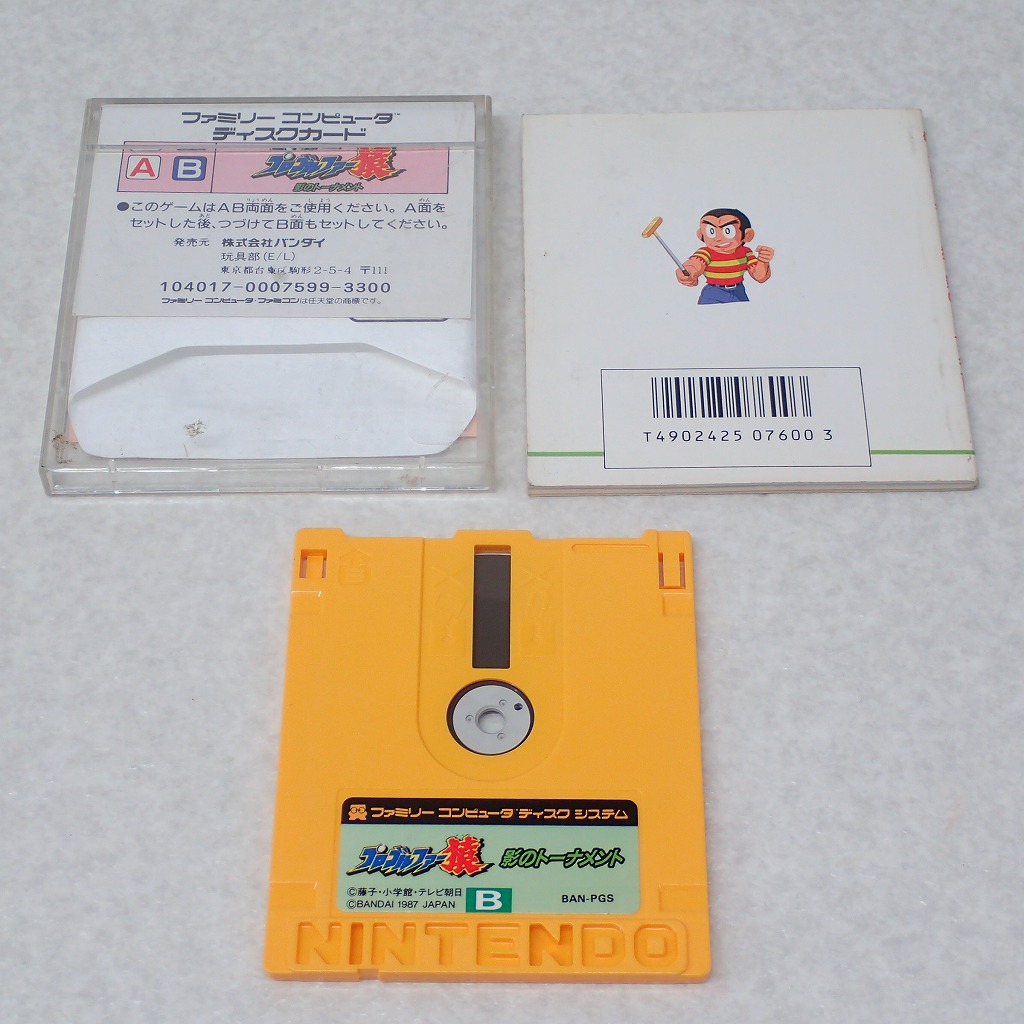 ファミリー コンピュータ™
ディスクカード
A B プロゴルファー猿
影のトーナメント
●このゲームはAB両面をご使用ください。A面を
セットした後、つづけてB面もセットしてください。
発売元 株式会社バンダイ
玩具部(E/L)
東京都台東区駒形2-5-4 〒111
104017-0007599-3300
ファミリーコンピュータ・ファミコンは任天堂の商標です。
T4902425 07600 3
ファミリー コンピュータ™ ディスク システム
プロゴルファー猿 影のトーナメント
©藤子・小学館・テレビ朝日
©BANDAI 1987 JAPAN B BAN-PGS
NINTENDO